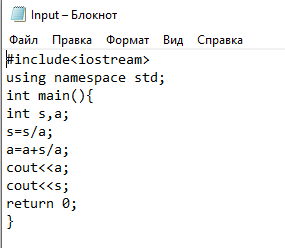 Input – Блокнот
Файл Правка Формат Вид Справка
#include<iostream>
using namespace std;
int main(){
int s,a;
s=s/a;
a=a+s/a;
cout<<a;
cout<<s;
return 0;
}